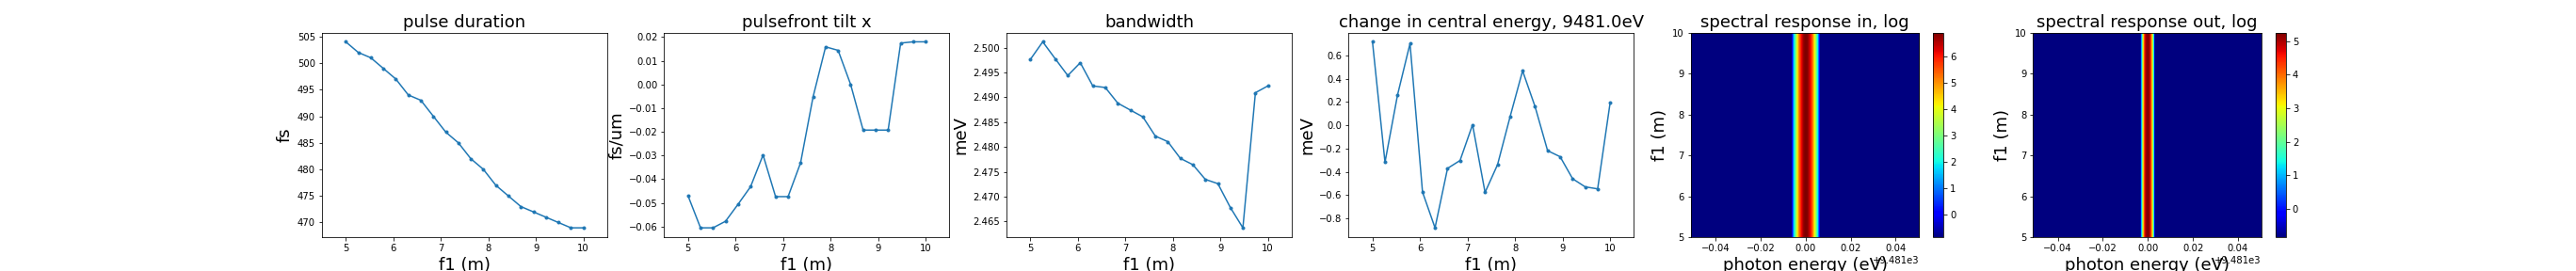 pulse duration
505
500
495
490
485
480
475
470
5 6 7 8 9 10
fs
f1 (m)
pulsefront tilt x
0.02
0.01
0.00
−0.01
−0.02
−0.03
−0.04
−0.05
−0.06
5 6 7 8 9 10
fs/um
f1 (m)
bandwidth
2.500
2.495
2.490
2.485
2.480
2.475
2.470
2.465
5 6 7 8 9 10
meV
f1 (m)
change in central energy, 9481.0eV
0.6
0.4
0.2
0.0
−0.2
−0.4
−0.6
−0.8
5 6 7 8 9 10
meV
f1 (m)
spectral response in, log
10
9
8
7
6
5
−0.04 −0.02 0.00 0.02 0.04
+9.481e3
f1 (m)
photon energy (eV)
6
5
4
3
2
1
0
spectral response out, log
10
9
8
7
6
5
−0.04 −0.02 0.00 0.02 0.04
+9.481e3
f1 (m)
photon energy (eV)
5
4
3
2
1
0